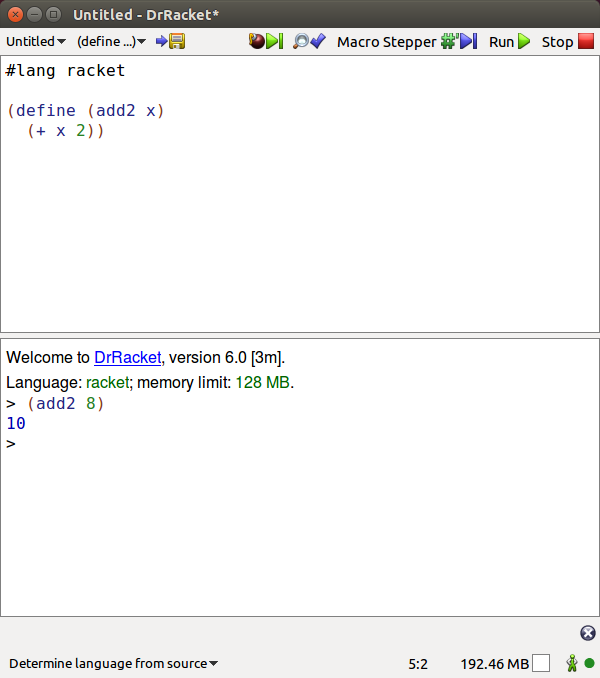 Untitled - DrRacket*
Untitled (define ...) Macro Stepper #' Run Stop
#lang racket
(define (add2 x)
  (+ x 2))
Welcome to DrRacket, version 6.0 [3m].
Language: racket; memory limit: 128 MB.
> (add2 8)
10
>
Determine language from source 5:2 192.46 MB